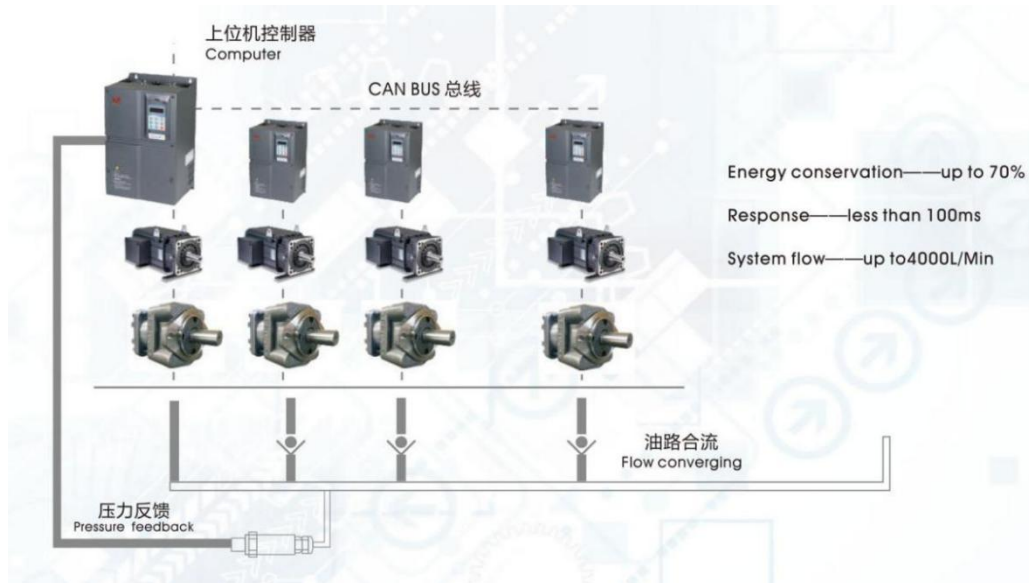 上位机控制器
Computer
CAN BUS 总线
Energy conservation——up to 70%
Response——less than 100ms
System flow——up to4000L/Min
油路合流
Flow converging
压力反馈
Pressure feedback